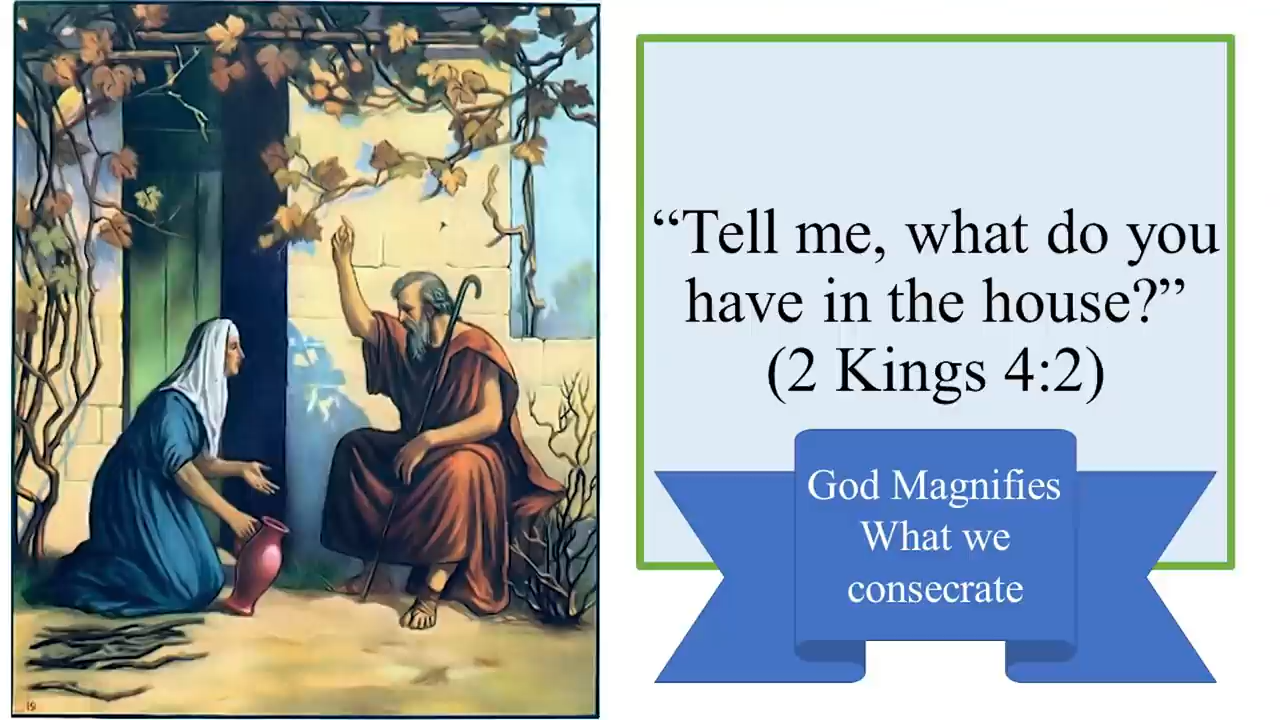 “Tell me, what do you
have in the house?”
(2 Kings 4:2)
God Magnifies
What we
consecrate